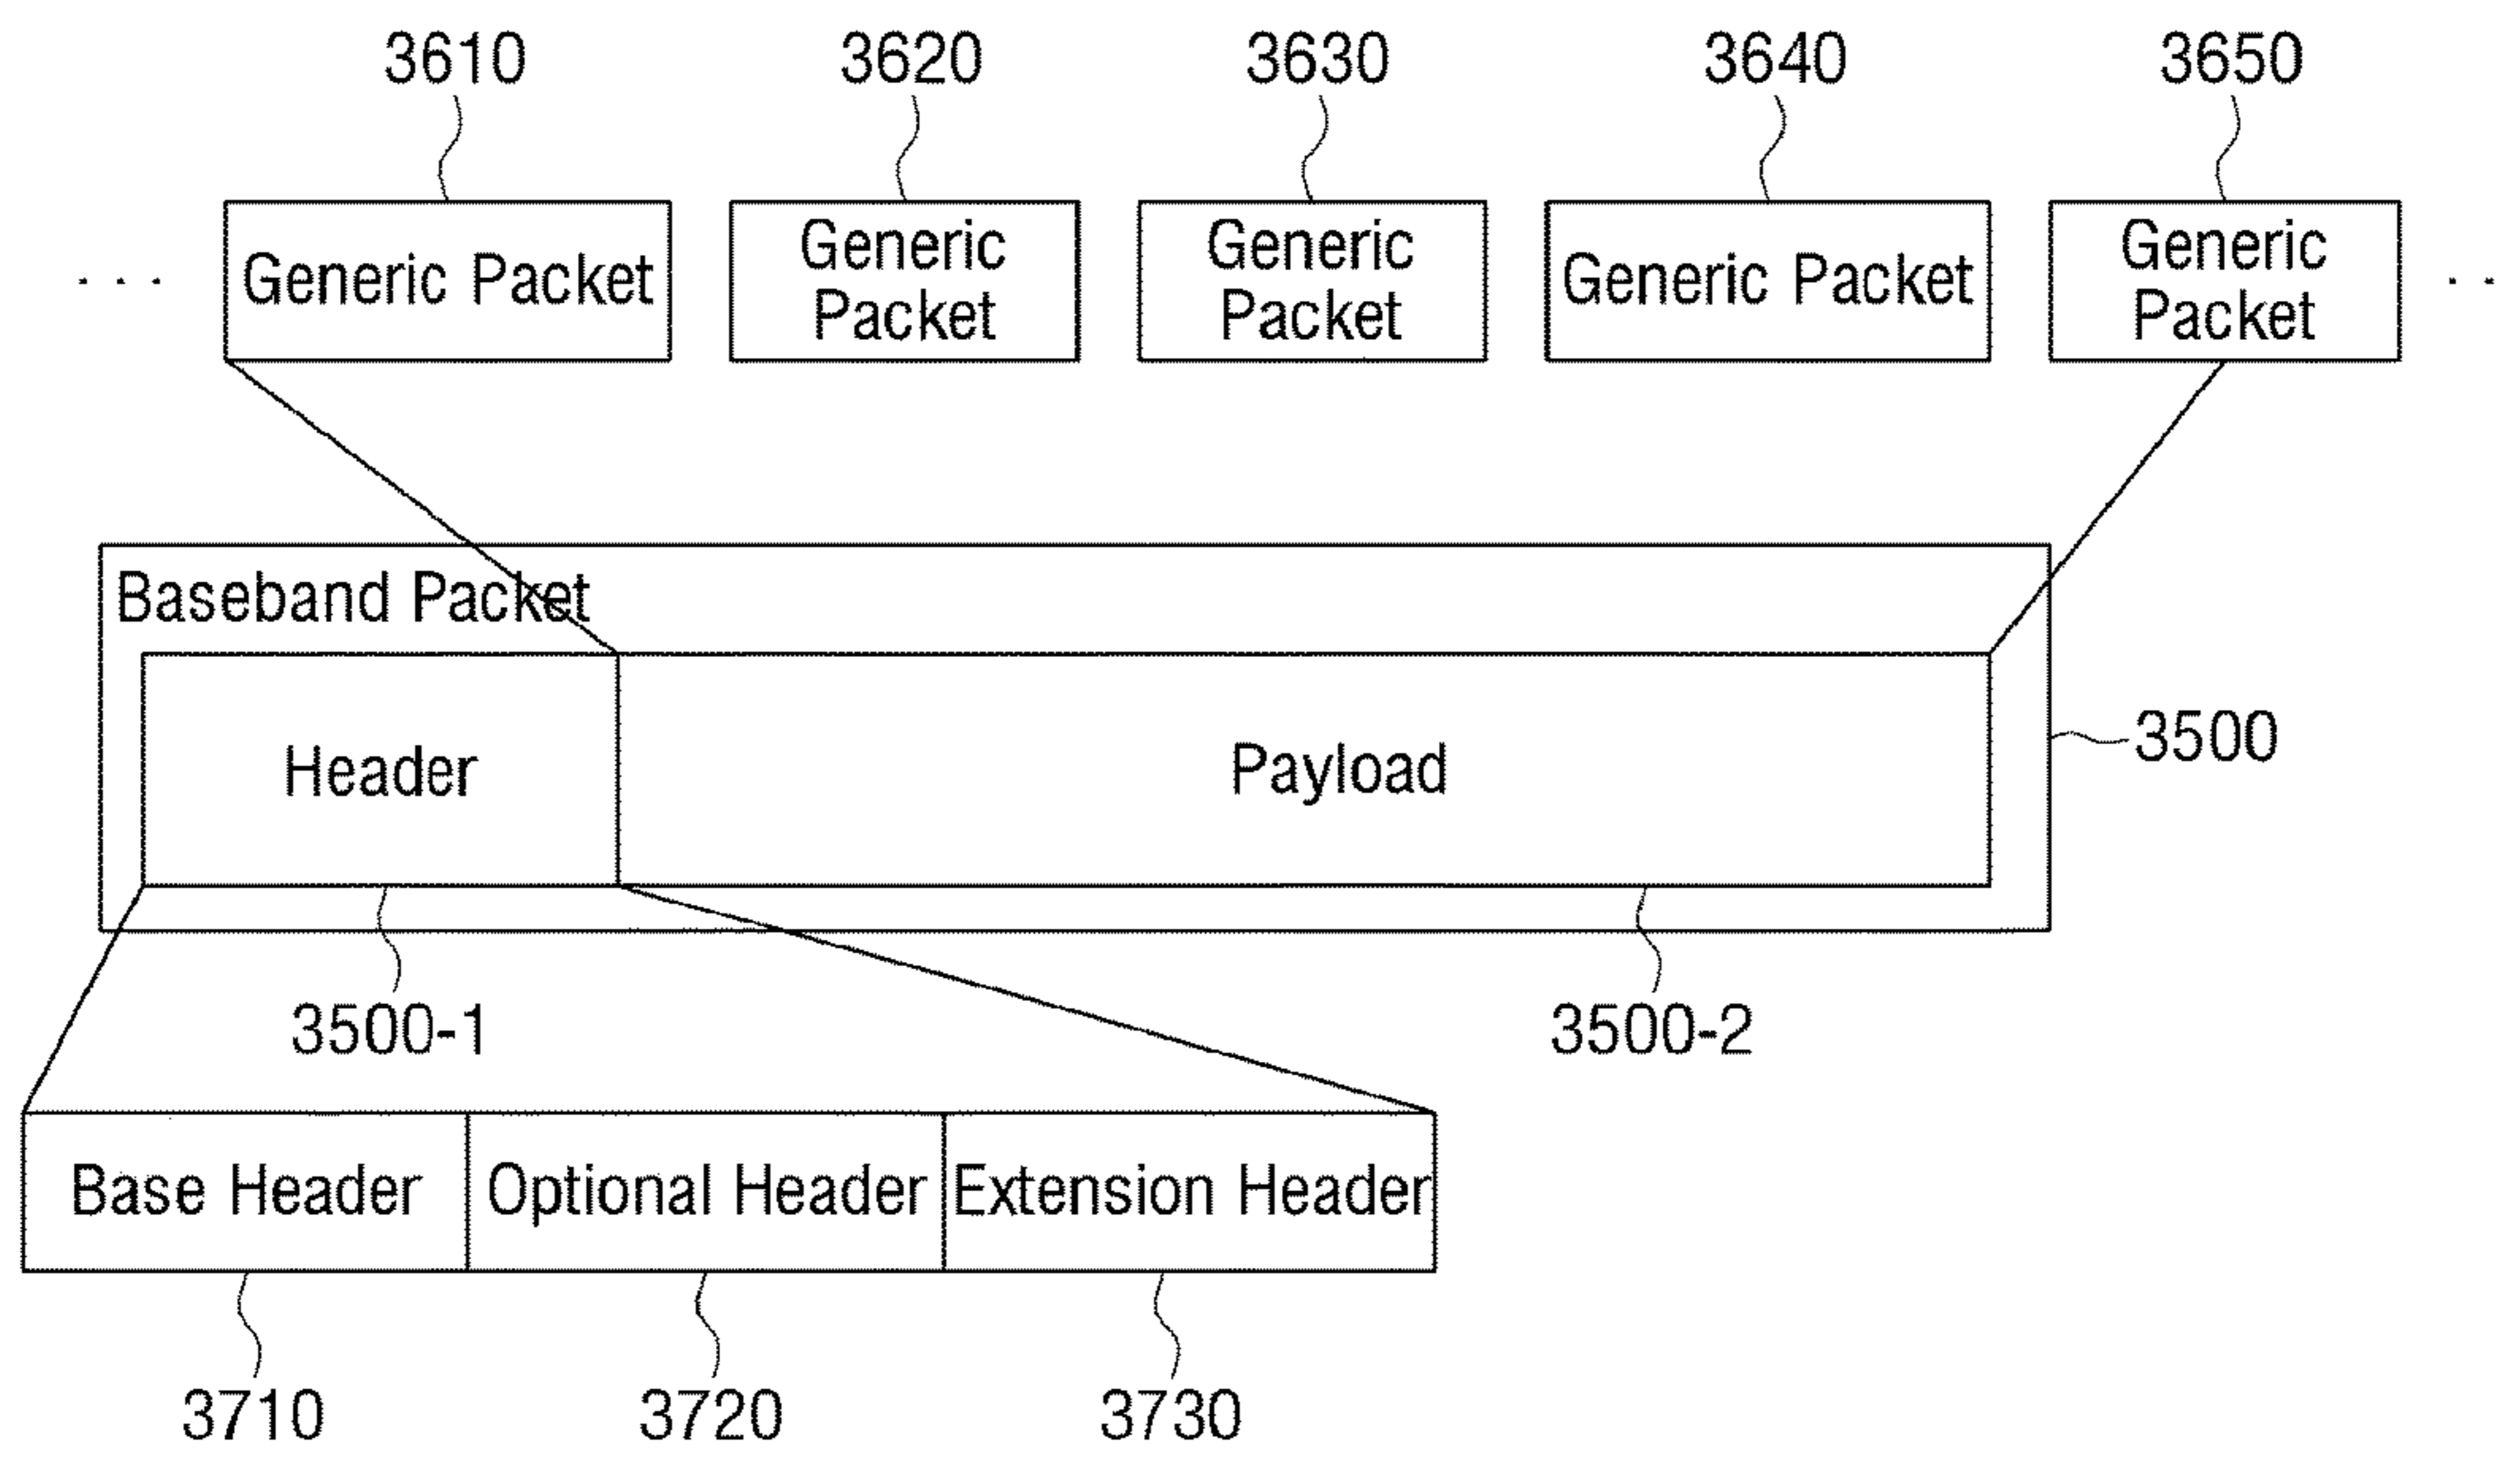 3610 3620 3630 3640 3650
. . . Generic Packet Generic Packet Generic Packet Generic Packet Generic Packet . .
Baseband Packet
Header Payload 3500
3500-1 3500-2
Base Header Optional Header Extension Header
3710 3720 3730